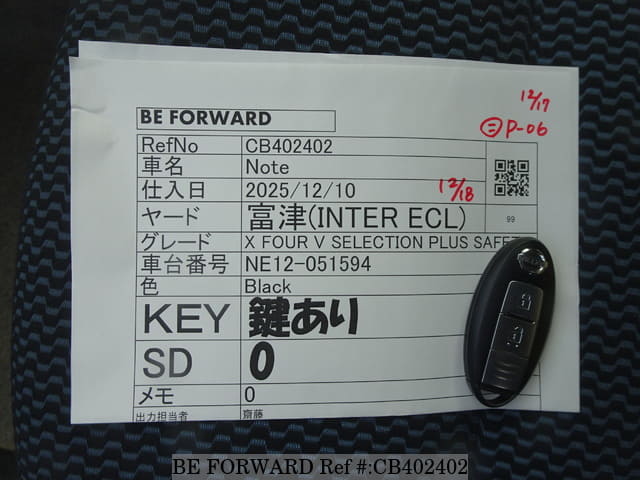 12/17
㊂ P-06
BE FORWARD
RefNo CB402402
車名 Note
仕入日 2025/12/10 12/18
ヤード 富津(INTER ECL) 99
グレード X FOUR V SELECTION PLUS SAFET
車台番号 NE12-051594
色 Black
KEY 鍵あり
SD 0
メモ 0
出力担当者 齋藤
BE FORWARD Ref #:CB402402